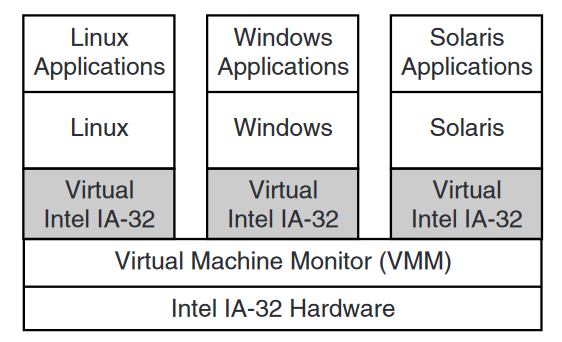 Linux
Applications
Windows
Applications
Solaris
Applications
Linux
Windows
Solaris
Virtual
Intel IA-32
Virtual
Intel IA-32
Virtual
Intel IA-32
Virtual Machine Monitor (VMM)
Intel IA-32 Hardware